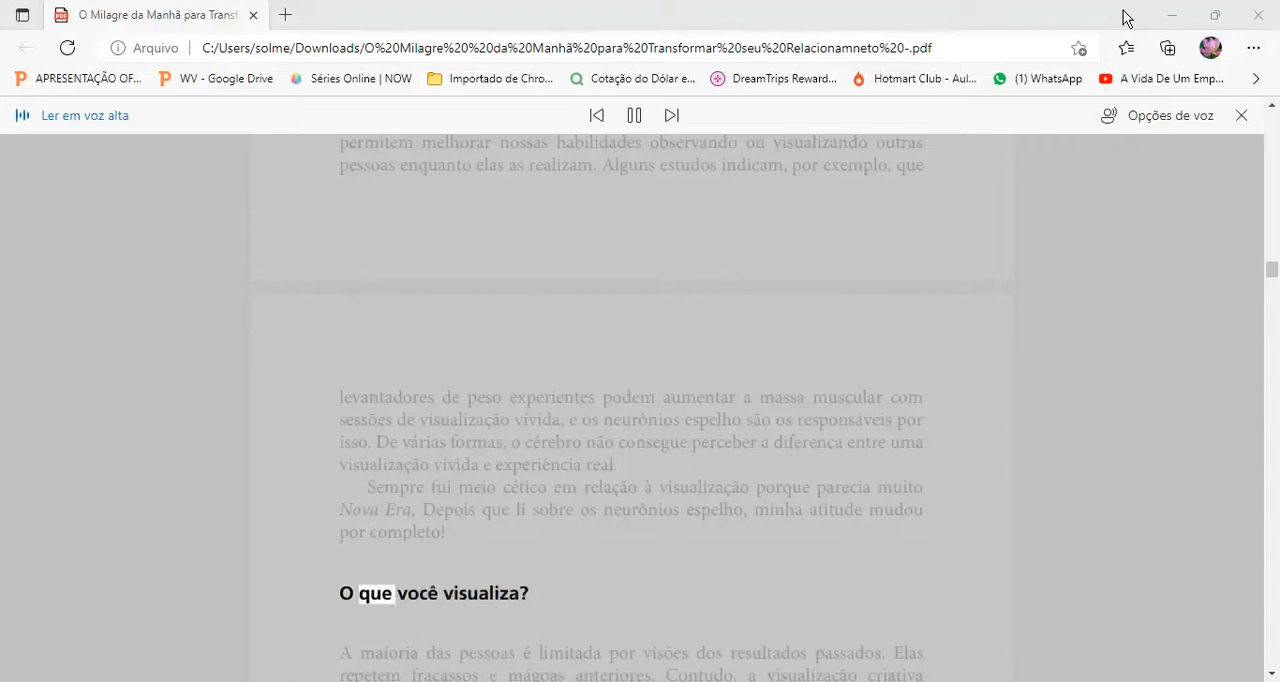 O Milagre da Manhã para Transf
Arquivo
C:/Users/solme/Downloads/O%20Milagre%20%20da%20Manhã%20para%20Transformar%20seu%20Relacionamneto%20-.pdf
APRESENTAÇÃO OF...
WV - Google Drive
Séries Online | NOW
Importado de Chro...
Cotação do Dólar e...
DreamTrips Reward...
Hotmart Club - Aul...
(1) WhatsApp
A Vida De Um Emp...
Ler em voz alta
Opções de voz
permitem melhorar nossas habilidades observando ou visualizando outras
pessoas enquanto elas as realizam. Alguns estudos indicam, por exemplo, que
levantadores de peso experientes podem aumentar a massa muscular com
sessões de visualização vívida, e os neurônios espelho são os responsáveis por
isso. De várias formas, o cérebro não consegue perceber a diferença entre uma
visualização vívida e experiência real.
Sempre fui meio cético em relação à visualização porque parecia muito
Nova Era. Depois que li sobre os neurônios espelho, minha atitude mudou
por completo!
O que você visualiza?
A maioria das pessoas é limitada por visões dos resultados passados. Elas
repetem fracassos e mágoas anteriores. Contudo, a visualização criativa